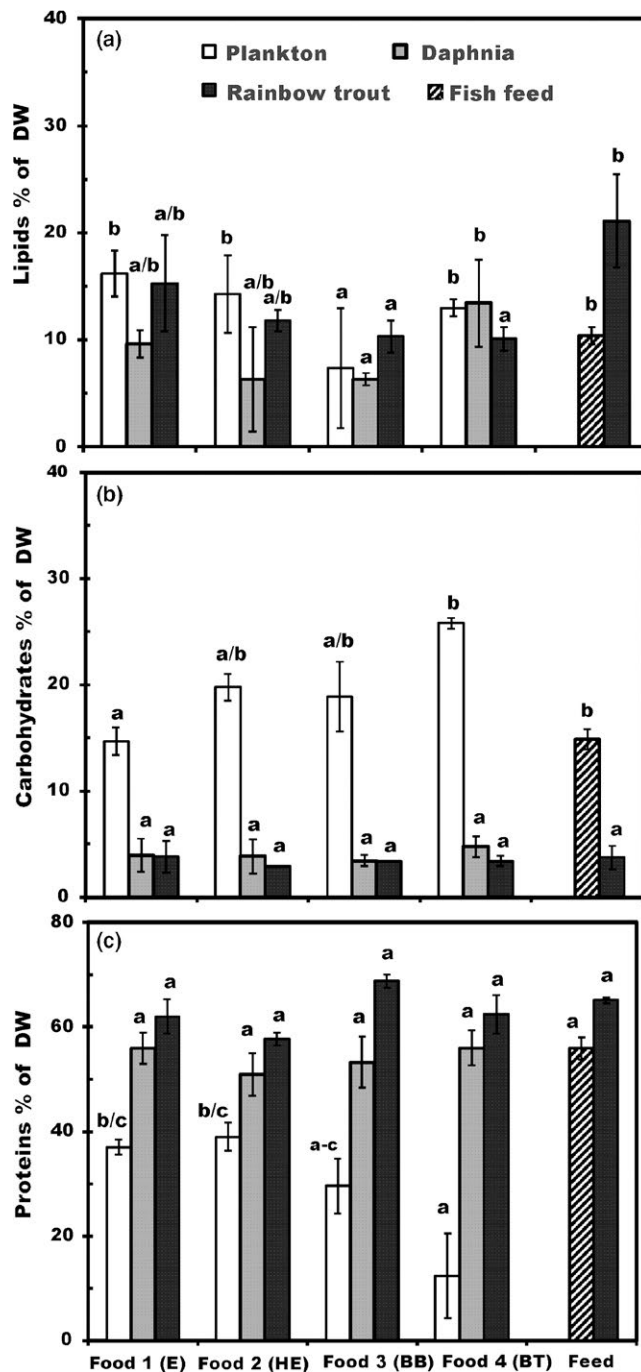 40
(a)
Plankton Daphnia
Rainbow trout Fish feed
30
Lipids % of DW
20
10
0
b a/b a/b
b a/b a/b
a a a
b b a
b b
40
(b)
30
Carbohydrates % of DW
20
10
0
a a a
a/b a a
a/b a a
b a a
b a
80
(c)
60
Proteins % of DW
40
20
0
b/c a a
b/c a a
a-c a a
a a a
a a
Food 1 (E) Food 2 (HE) Food 3 (BB) Food 4 (BT) Feed